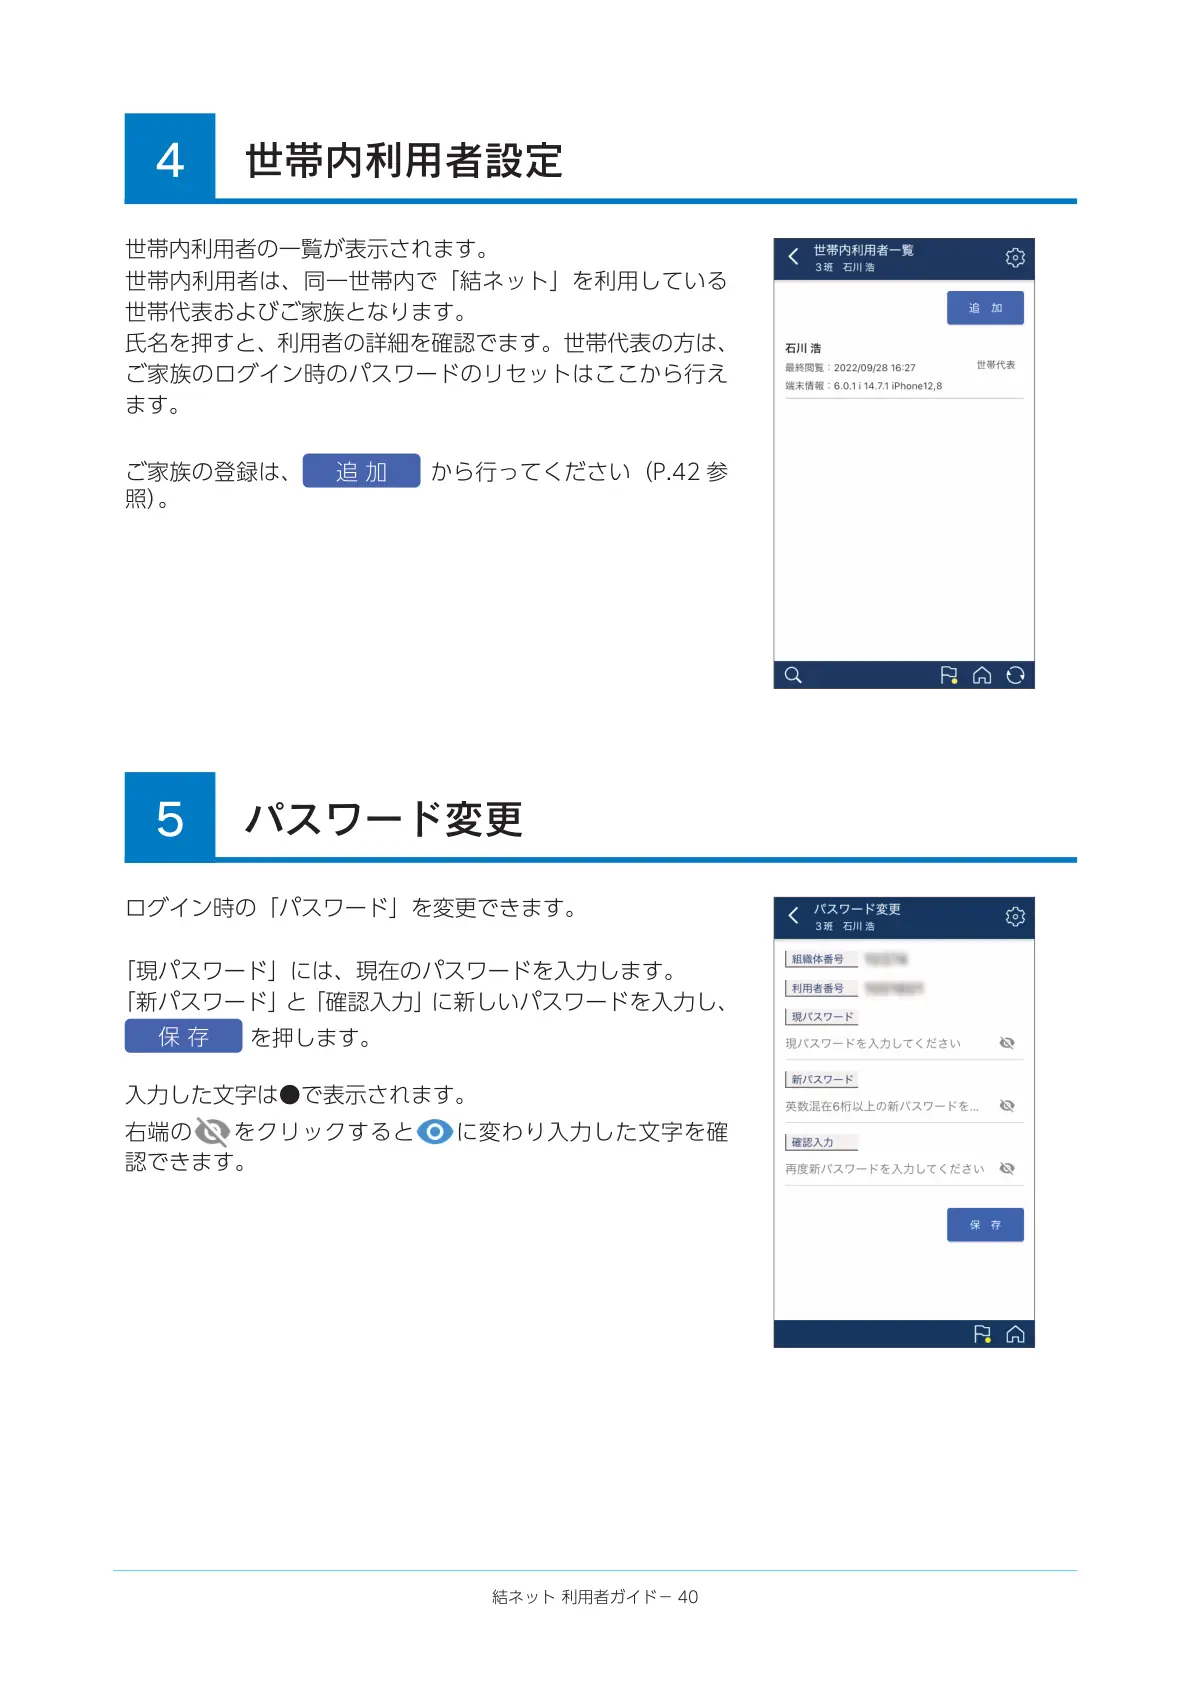 4 世帯内利用者設定
世帯内利用者の一覧が表示されます。
世帯内利用者は、同一世帯内で「結ネット」を利用している
世帯代表およびご家族となります。
氏名を押すと、利用者の詳細を確認でます。世帯代表の方は、
ご家族のログイン時のパスワードのリセットはここから行え
ます。
ご家族の登録は、 追 加 から行ってください（P.42 参
照）。
世帯内利用者一覧
3班 石川 浩
追 加
石川 浩
最終閲覧：2022/09/28 16:27
世帯代表
端末情報：6.0.1 i 14.7.1 iPhone12,8
5 パスワード変更
ログイン時の「パスワード」を変更できます。
「現パスワード」には、現在のパスワードを入力します。
「新パスワード」と「確認入力」に新しいパスワードを入力し、
保 存 を押します。
入力した文字は●で表示されます。
右端の をクリックすると に変わり入力した文字を確
認できます。
パスワード変更
3班 石川 浩
組織体番号
利用者番号
現パスワード
現パスワードを入力してください
新パスワード
英数混在6桁以上の新パスワードを...
確認入力
再度新パスワードを入力してください
保 存
結ネット 利用者ガイド－ 40